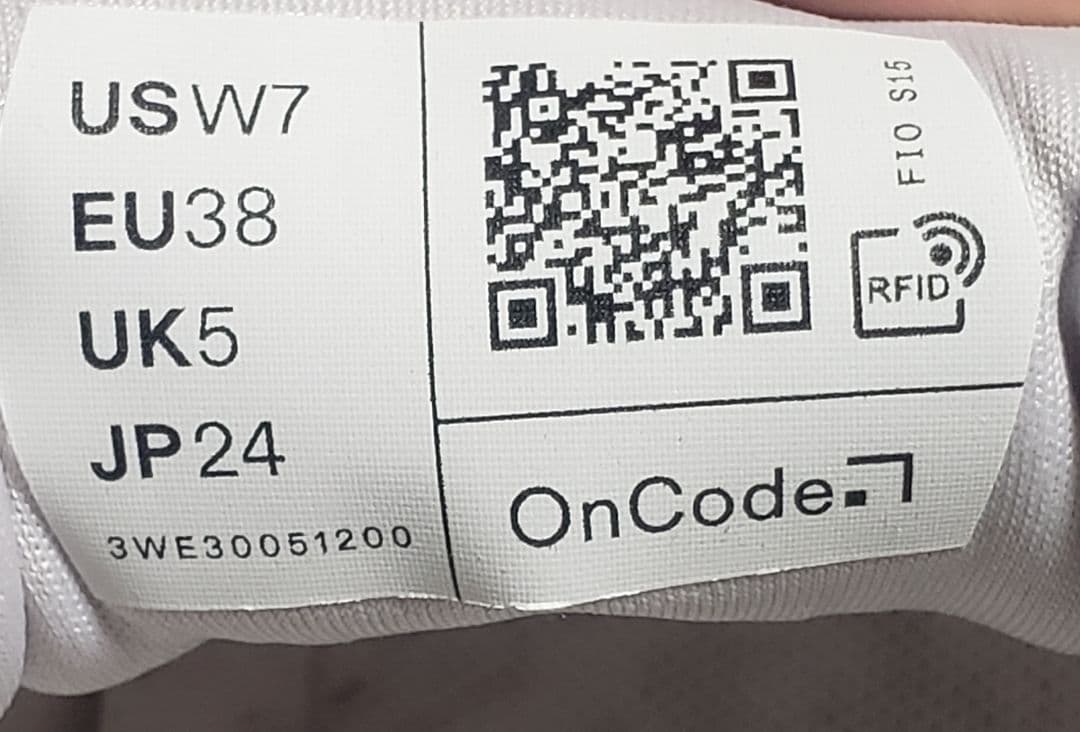 USW7
EU38
UK5
JP24
3WE30051200
FIO S15
RFID
OnCode